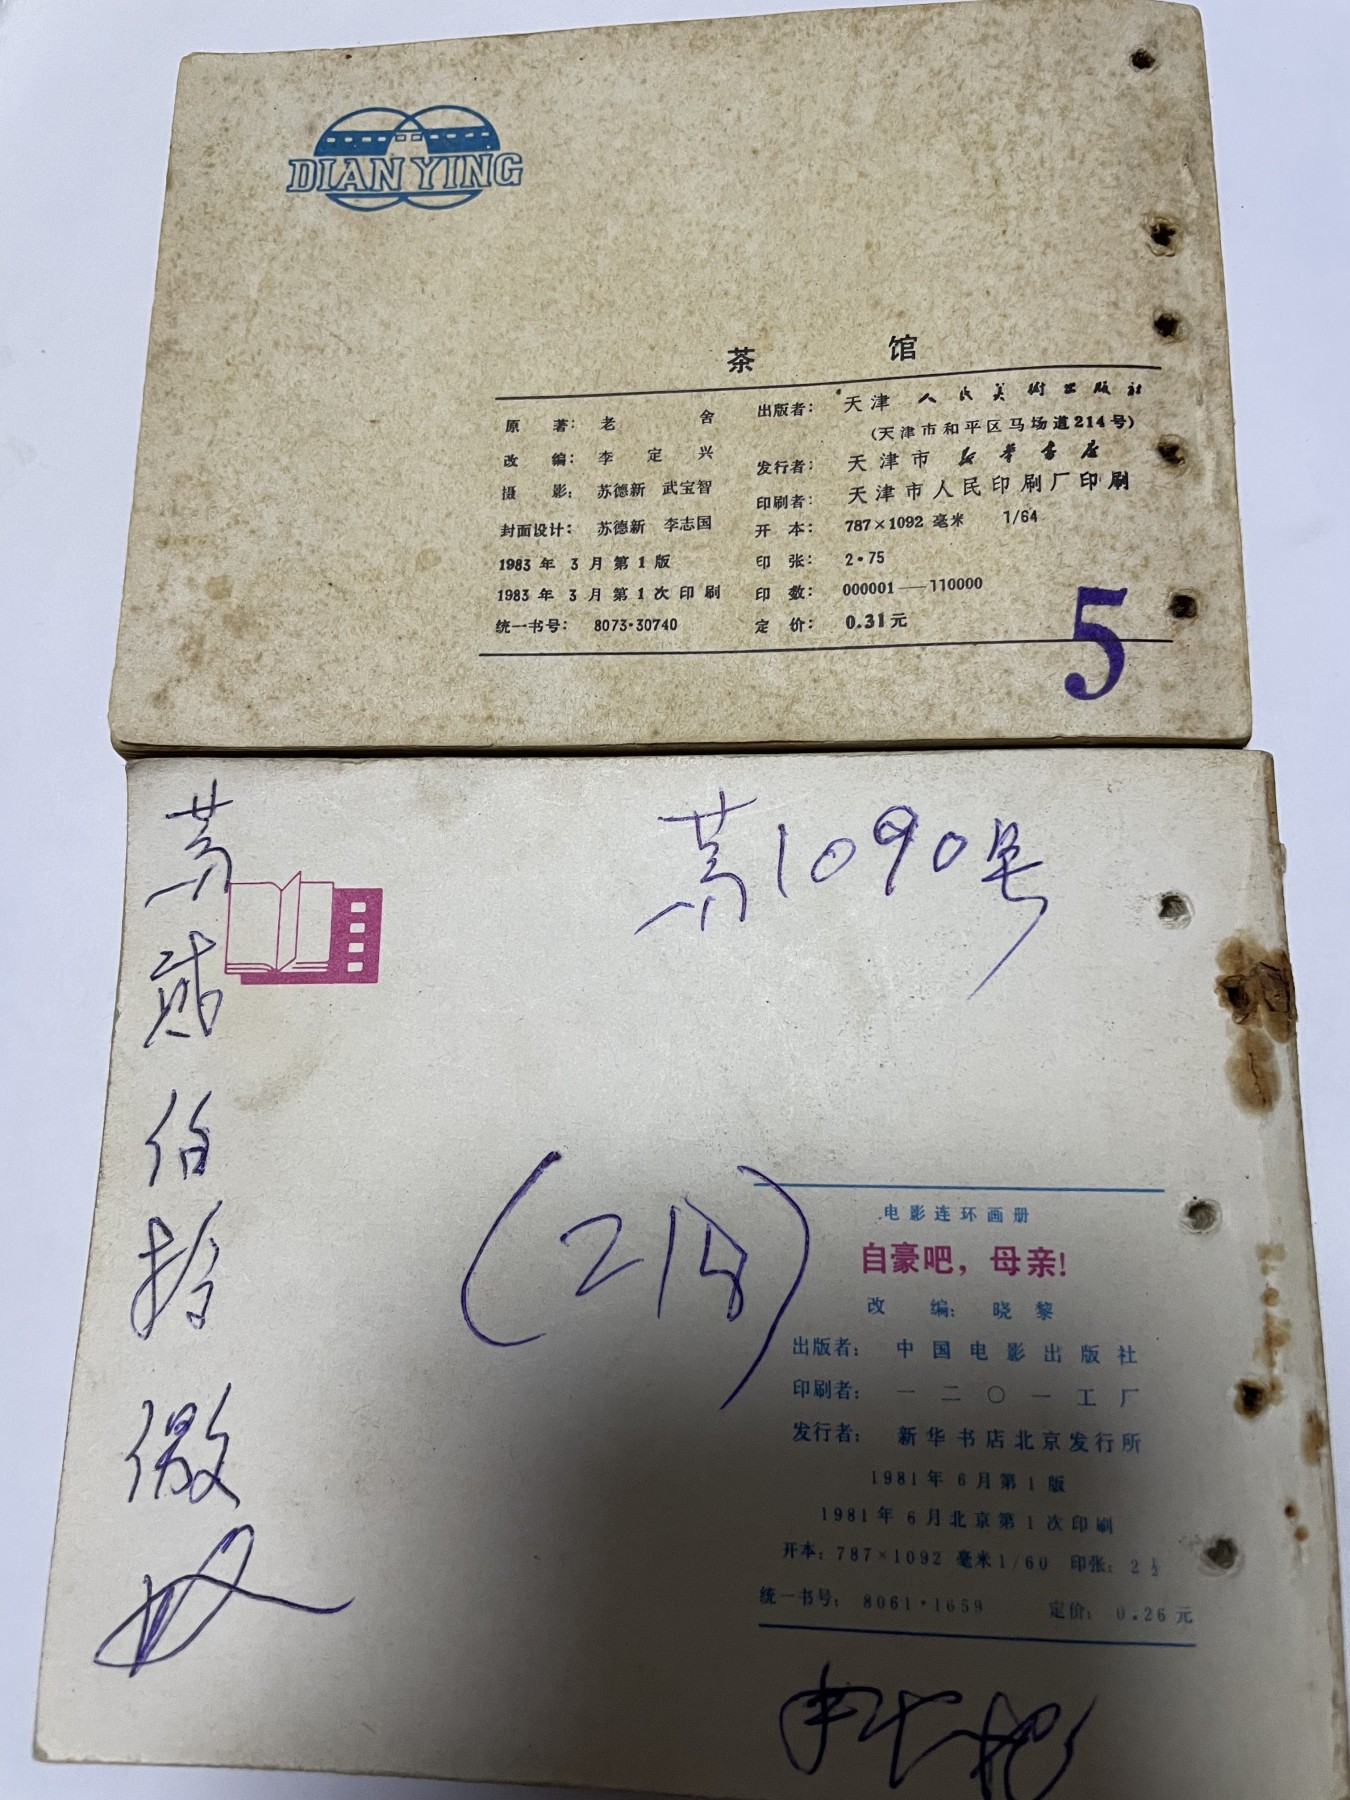 DIAN YING
茶 馆
原 著： 老 舍
改 编： 李 定 兴
摄 影： 苏德新 武宝智
封面设计： 苏德新 李志国
1983 年 3 月 第 1 版
1983 年 3 月 第 1 次 印 刷
统一书号： 8073·30740
出版者： 天津 人民美术出版社
（天津市和平区马场道214号）
发行者： 天津市 新华书店
印刷者： 天津市人民印刷厂印刷
开 本： 787×1092 毫米 1/64
印 张： 2·75
印 数： 000001——110000
定 价： 0.31元
5
1090号
电影连环画册
自豪吧，母亲！
改 编： 晓 黎
出版者： 中国电影出版社
印刷者： 一二〇一工厂
发行者： 新华书店北京发行所
1981年6月第1版
1981年6月北京第1次印刷
开本：787×1092 毫米1/60 印张：2½
统一书号：8061·1659 定价：0.26元